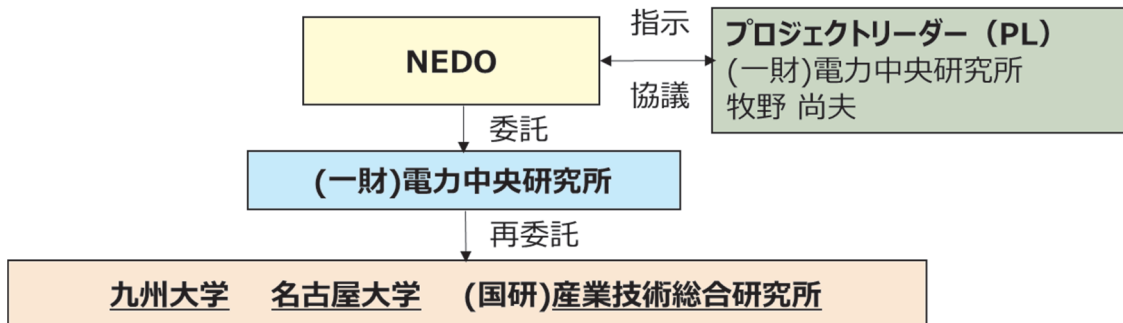 NEDO
指示
協議
プロジェクトリーダー（PL）
(一財)電力中央研究所
牧野 尚夫
委託
(一財)電力中央研究所
再委託
九州大学 名古屋大学 (国研)産業技術総合研究所